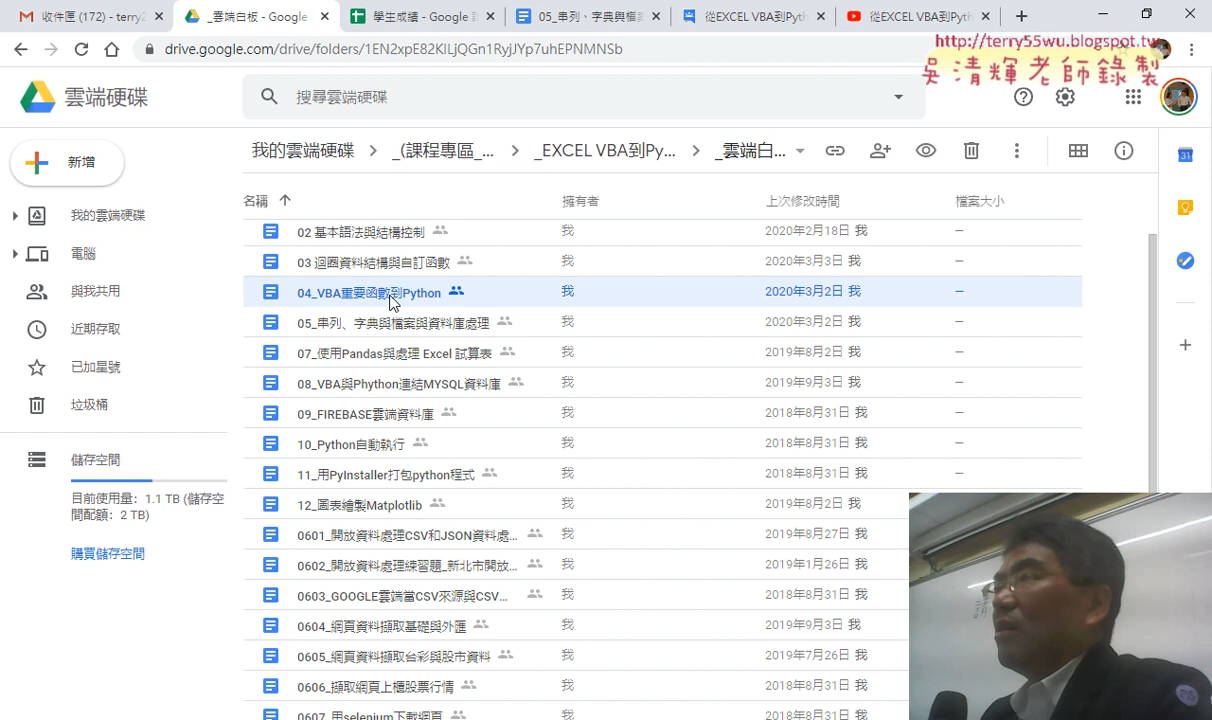 收件匣 (172) - terry2
_雲端白板 - Google
學生成績 - Google 試
05_串列、字典與檔
從EXCEL VBA到Pyth
從EXCEL VBA到Pyth
drive.google.com/drive/folders/1EN2xpE82KILjQGn1RyjJYp7uhEPNMNSb
http://terry55wu.blogspot.tw
吳清輝老師錄製
雲端硬碟
搜尋雲端硬碟
新增
我的雲端硬碟
_(課程專區_...
_EXCEL VBA到Py...
_雲端白...
31
名稱
擁有者
上次修改時間
檔案大小
我的雲端硬碟
02 基本語法與結構控制
我
2020年2月18日 我
–
電腦
03 迴圈資料結構與自訂函數
我
2020年3月3日 我
–
與我共用
04_VBA重要函數到Python
我
2020年3月2日 我
–
近期存取
05_串列、字典與檔案與資料庫處理
我
2020年3月2日 我
–
已加星號
07_使用Pandas與處理 Excel 試算表
我
2019年8月2日 我
–
08_VBA與Phython連結MYSQL資料庫
我
2019年9月3日 我
–
垃圾桶
09_FIREBASE雲端資料庫
我
2018年8月31日 我
–
10_Python自動執行
我
2018年8月31日 我
–
儲存空間
11_用PyInstaller打包python程式
我
2018年8月31日 我
–
目前使用量：1.1 TB (儲存空
間配額：2 TB)
12_圖表繪製Matplotlib
我
2019年8月2日 我
購買儲存空間
0601_開放資料處理CSV和JSON資料處...
我
2019年8月27日 我
0602_開放資料處理練習題_新北市開放...
我
2019年1月26日 我
0603_GOOGLE雲端當CSV來源與CSV...
我
2018年8月31日 我
0604_網頁資料擷取基礎與外匯
我
2019年9月3日 我
0605_網頁資料擷取台彩與股市資料
我
2019年7月26日 我
0606_擷取網頁上櫃股票行情
我
2018年8月31日 我
0607_用selenium下載網頁